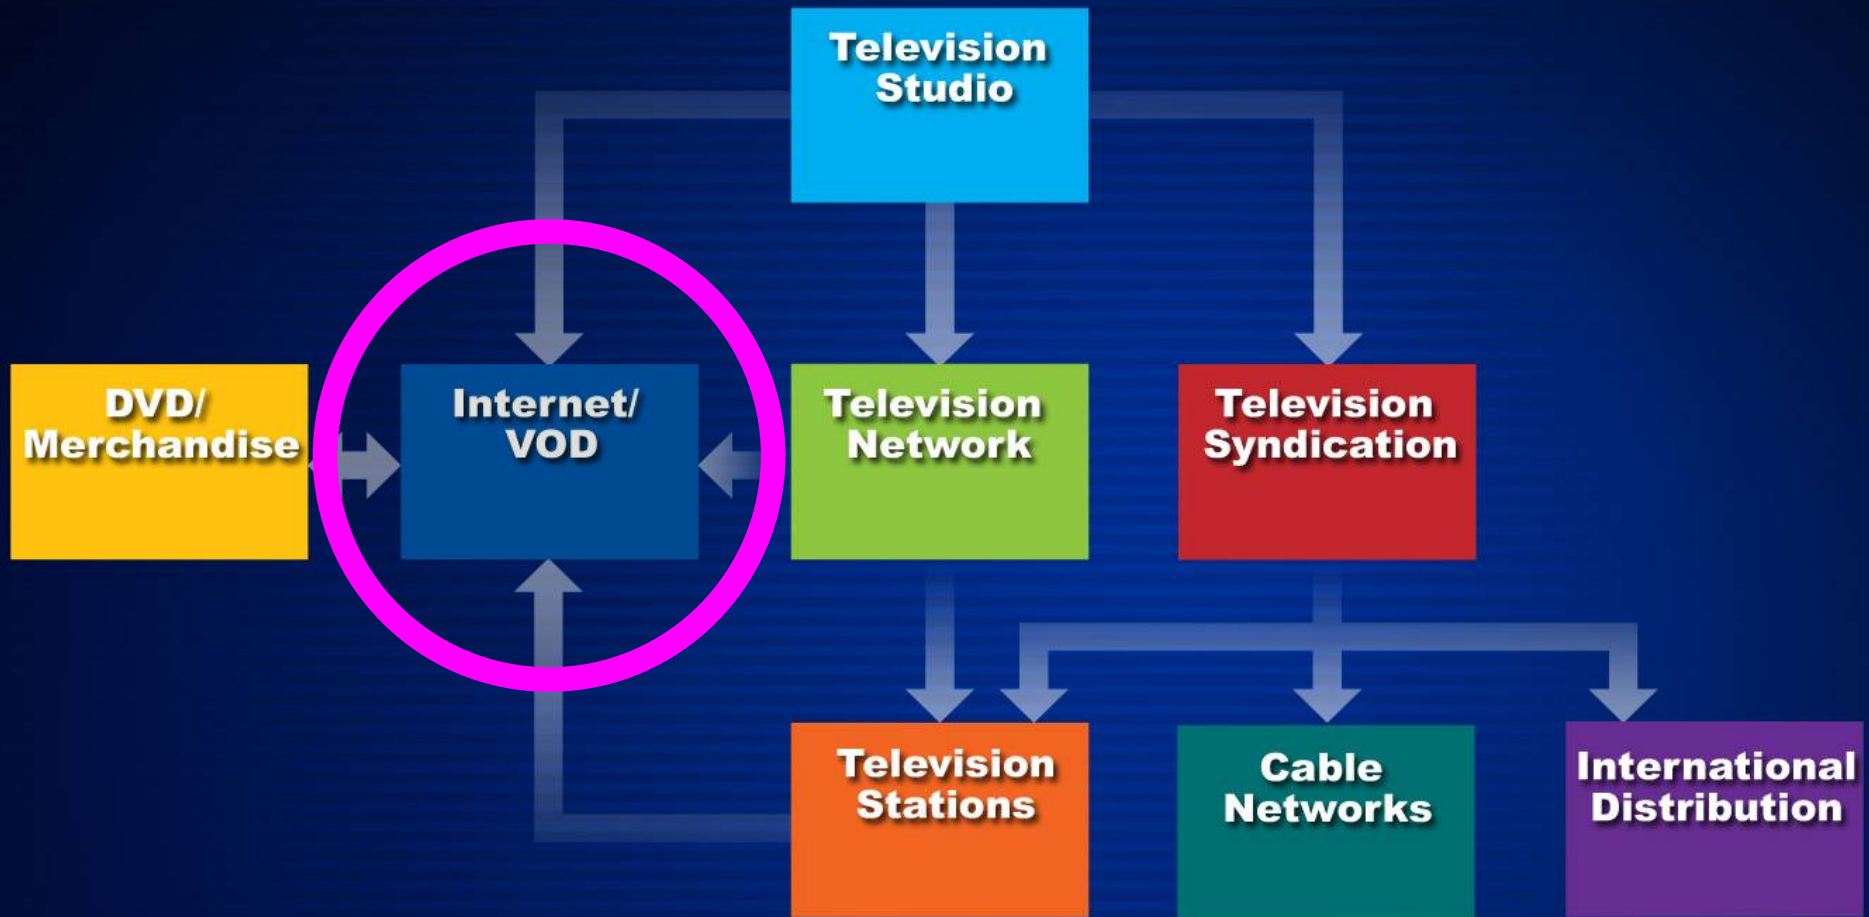 Television
Studio
DVD/
Merchandise
Internet/
VOD
Television
Network
Television
Syndication
Television
Stations
Cable
Networks
International
Distribution